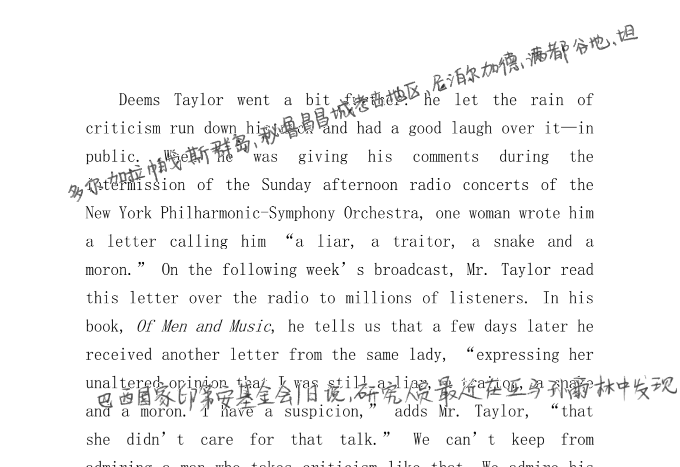 多尔加拉帕戈斯群岛、秘鲁昌昌城考古地区、尼泊尔加德满都谷地、坦
Deems Taylor went a bit further: he let the rain of
criticism run down his neck and had a good laugh over it—in
public. When he was giving his comments during the
intermission of the Sunday afternoon radio concerts of the
New York Philharmonic-Symphony Orchestra, one woman wrote him
a letter calling him “a liar, a traitor, a snake and a
moron.” On the following week’s broadcast, Mr. Taylor read
this letter over the radio to millions of listeners. In his
book, Of Men and Music, he tells us that a few days later he
received another letter from the same lady, “expressing her
unaltered opinion that I was still a liar, a traitor, a snake
巴西国家印第安基金会1日说,研究人员最近在亚马孙雨林中发现
and a moron. I have a suspicion,” adds Mr. Taylor, “that
she didn’t care for that talk.” We can’t keep from
admiring a man who takes criticism like that. We admire his